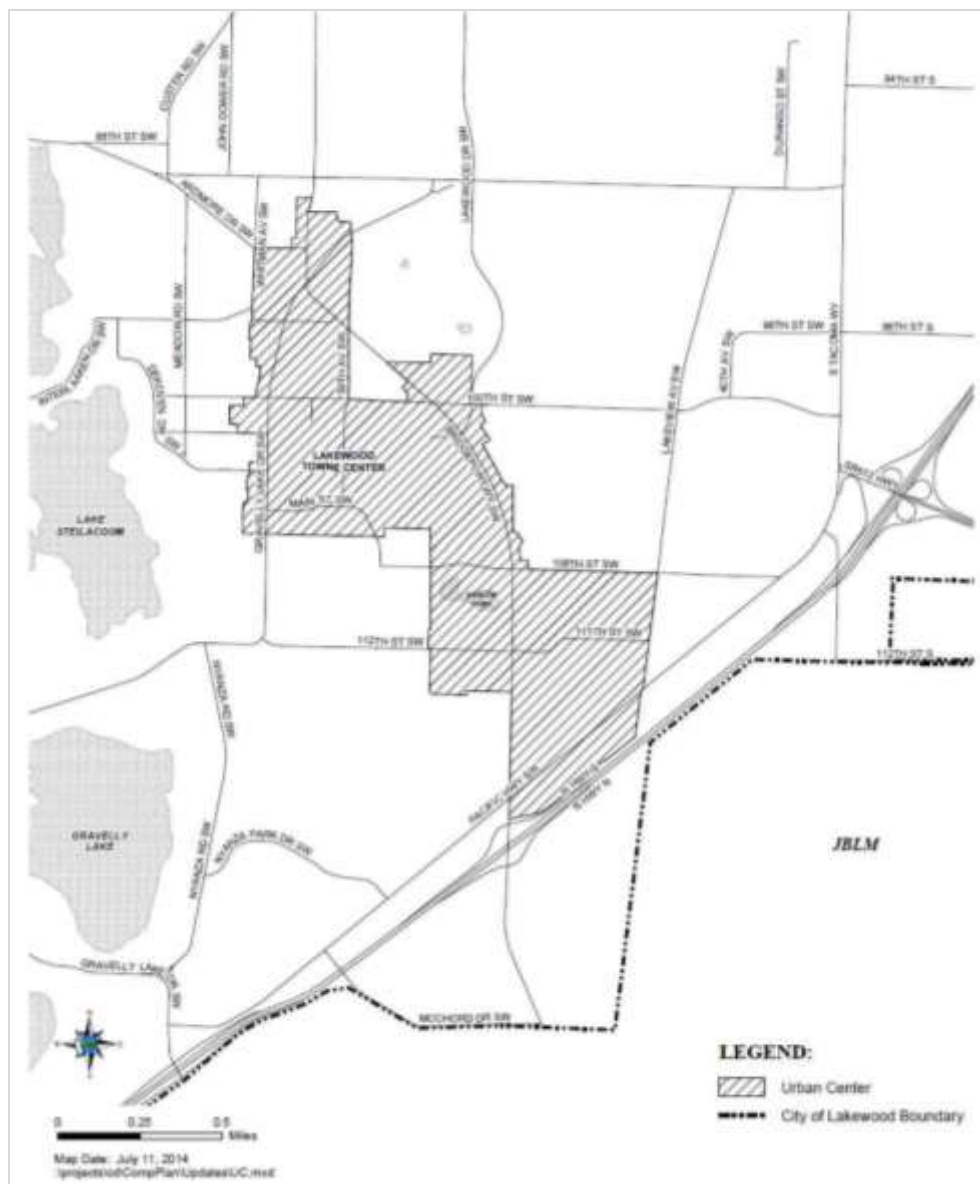 CUSTER RD SW
JOHN DOWER RD SW
88TH ST SW
ARDMORE DR SW
WHITMAN AV SW
LAKEWOOD DR SW
DURANGO ST SW
84TH ST S
MEADOW RD SW
59TH AV SW
100TH ST SW
LAKEVIEW AV SW
40TH AV SW
96TH ST SW
96TH ST S
S TACOMA WY
LAKEWOOD
TOWNE CENTER
MAIN ST SW
GRAVELLY LAKE DR SW
LAKE
STEILACOOM
108TH ST SW
112TH ST SW
111TH ST SW
112TH ST S
NYANZA RD SW
PACIFIC HWY SW
GRAVELLY
LAKE
NYANZA RD SW
NYANZA PARK DR SW
JBLM
GRAVELLY LAKE DR SW
MCCHORD DR SW
LEGEND:
Urban Center
City of Lakewood Boundary
0 0.25 0.5
Miles
Map Date: July 11, 2014